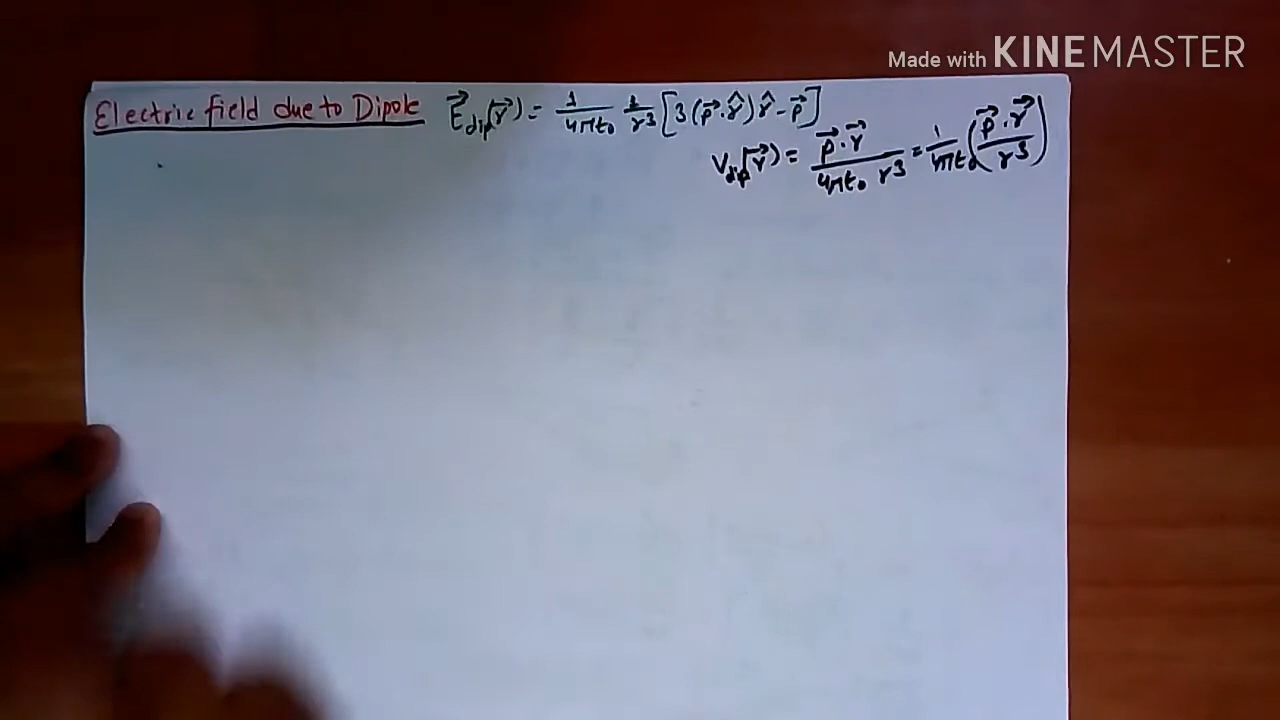 Made with KINEMASTER
Electric field due to Dipole E⃗dip(r⃗) = 1/4πε₀ 1/r³ [3(p⃗·r̂)r̂ - p⃗]
Vdip(r⃗) = p⃗·r⃗/4πε₀ r³ = 1/4πε₀ (p⃗·r⃗/r³)